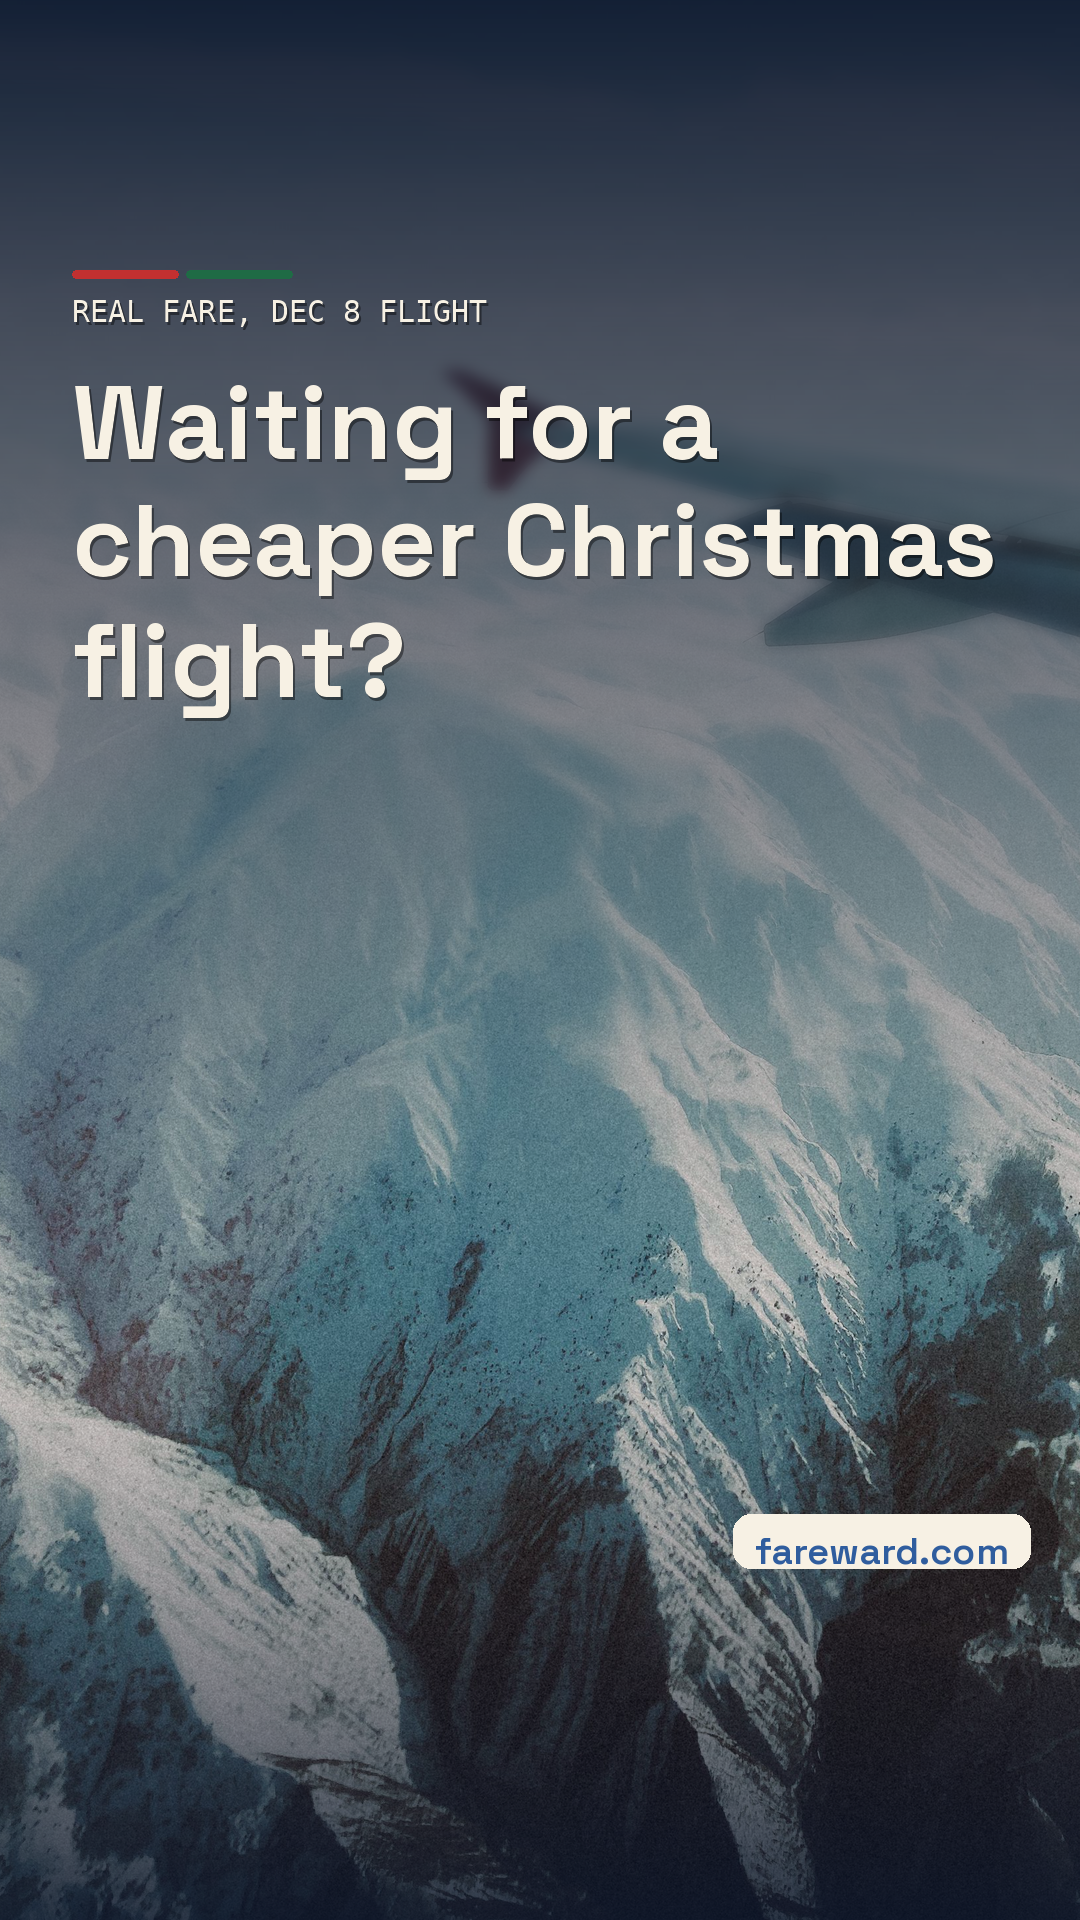 REAL FARE, DEC 8 FLIGHT
Waiting for a
cheaper Christmas
flight?
fareward.com